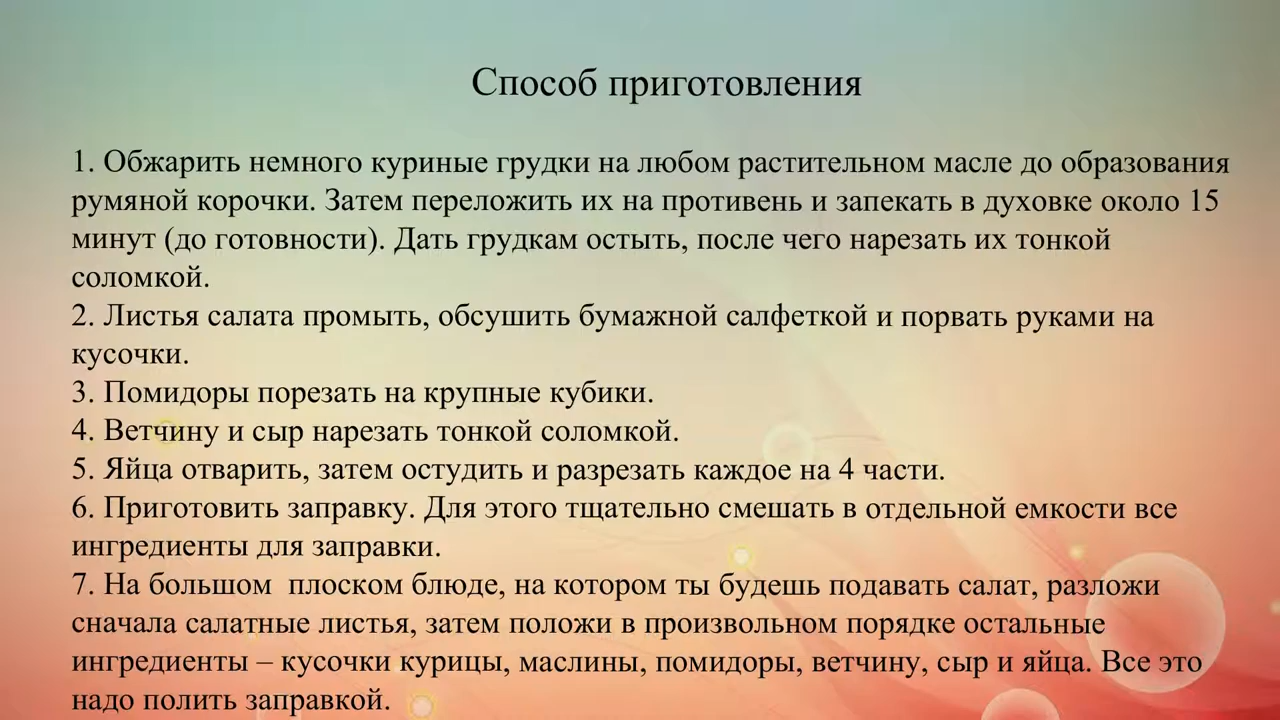 Способ приготовления
1. Обжарить немного куриные грудки на любом растительном масле до образования
румяной корочки. Затем переложить их на противень и запекать в духовке около 15
минут (до готовности). Дать грудкам остыть, после чего нарезать их тонкой
соломкой.
2. Листья салата промыть, обсушить бумажной салфеткой и порвать руками на
кусочки.
3. Помидоры порезать на крупные кубики.
4. Ветчину и сыр нарезать тонкой соломкой.
5. Яйца отварить, затем остудить и разрезать каждое на 4 части.
6. Приготовить заправку. Для этого тщательно смешать в отдельной емкости все
ингредиенты для заправки.
7. На большом  плоском блюде, на котором ты будешь подавать салат, разложи
сначала салатные листья, затем положи в произвольном порядке остальные
ингредиенты – кусочки курицы, маслины, помидоры, ветчину, сыр и яйца. Все это
надо полить заправкой.